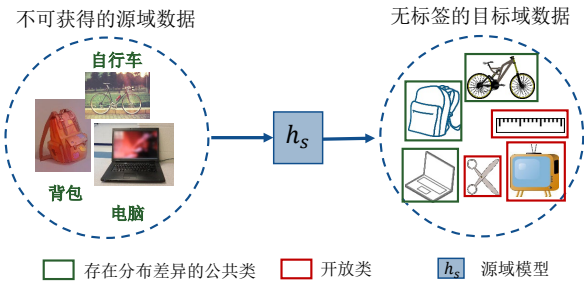 不可获得的源域数据
无标签的目标域数据
自行车
背包
电脑
hₛ
存在分布差异的公共类
开放类
hₛ
源域模型